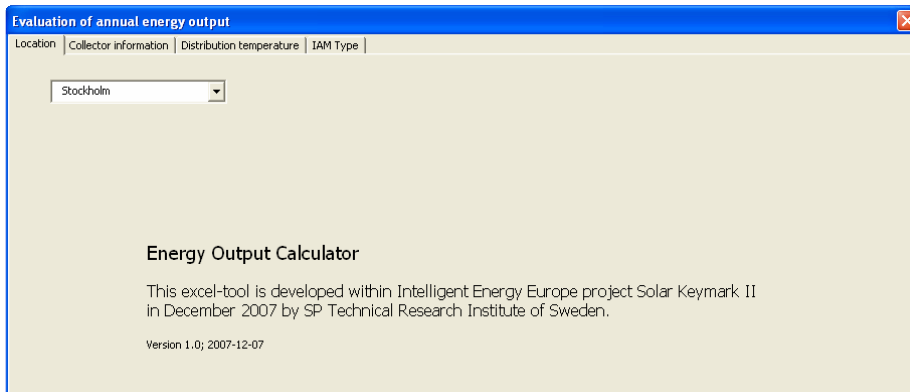 Evaluation of annual energy output
Location Collector information Distribution temperature IAM Type
Stockholm
Energy Output Calculator
This excel-tool is developed within Intelligent Energy Europe project Solar Keymark II
in December 2007 by SP Technical Research Institute of Sweden.
Version 1.0; 2007-12-07